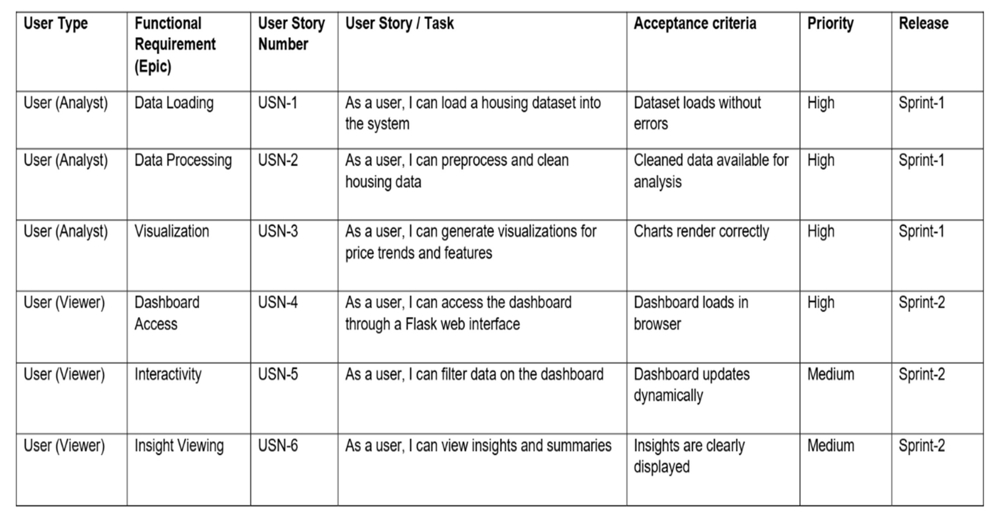 User Type
Functional
Requirement
(Epic)
User Story
Number
User Story / Task
Acceptance criteria
Priority
Release
User (Analyst)
Data Loading
USN-1
As a user, I can load a housing dataset into
the system
Dataset loads without
errors
High
Sprint-1
User (Analyst)
Data Processing
USN-2
As a user, I can preprocess and clean
housing data
Cleaned data available for
analysis
High
Sprint-1
User (Analyst)
Visualization
USN-3
As a user, I can generate visualizations for
price trends and features
Charts render correctly
High
Sprint-1
User (Viewer)
Dashboard
Access
USN-4
As a user, I can access the dashboard
through a Flask web interface
Dashboard loads in
browser
High
Sprint-2
User (Viewer)
Interactivity
USN-5
As a user, I can filter data on the dashboard
Dashboard updates
dynamically
Medium
Sprint-2
User (Viewer)
Insight Viewing
USN-6
As a user, I can view insights and summaries
Insights are clearly
displayed
Medium
Sprint-2